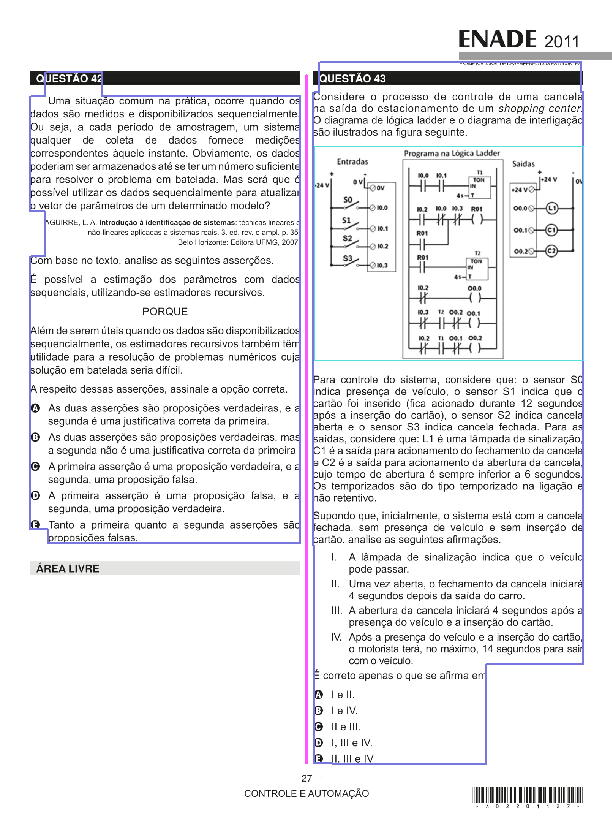 ENADE 2011
QUESTÃO 42
Uma situação comum na prática, ocorre quando os
dados são medidos e disponibilizados sequencialmente.
Ou seja, a cada período de amostragem, um sistema
qualquer de coleta de dados fornece medições
correspondentes àquele instante. Obviamente, os dados
poderiam ser armazenados até se ter um número suficiente
para resolver o problema em batelada. Mas será que é
possível utilizar os dados sequencialmente para atualizar
o vetor de parâmetros de um determinado modelo?
AGUIRRE, L. A. Introdução à identificação de sistemas: técnicas lineares e
não-lineares aplicadas a sistemas reais. 3. ed. rev. e ampl. p. 35
Belo Horizonte: Editora UFMG, 2007.
Com base no texto, analise as seguintes asserções.
É possível a estimação dos parâmetros com dados
sequenciais, utilizando-se estimadores recursivos.
PORQUE
Além de serem úteis quando os dados são disponibilizados
sequencialmente, os estimadores recursivos também têm
utilidade para a resolução de problemas numéricos cuja
solução em batelada seria difícil.
A respeito dessas asserções, assinale a opção correta.
A As duas asserções são proposições verdadeiras, e a
segunda é uma justificativa correta da primeira.
B As duas asserções são proposições verdadeiras, mas
a segunda não é uma justificativa correta da primeira
C A primeira asserção é uma proposição verdadeira, e a
segunda, uma proposição falsa.
D A primeira asserção é uma proposição falsa, e a
segunda, uma proposição verdadeira.
E Tanto a primeira quanto a segunda asserções são
proposições falsas.
ÁREA LIVRE
QUESTÃO 43
Considere o processo de controle de uma cancela
na saída do estacionamento de um shopping center.
O diagrama de lógica ladder e o diagrama de interligação
são ilustrados na figura seguinte.
Entradas
+24 V 0V
0V
S0 I0.0
S1 I0.1
S2 I0.2
S3 I0.3
Programa na Lógica Ladder
I0.0 I0.1 T1
TON
IN
4s T
I0.2 I0.0 I0.3 R01
R01
R01 T2
TON
IN
4s T
I0.2 O0.0
I0.3 T2 O0.2 O0.1
I0.2 T1 O0.1 O0.2
Saídas
+ -
+24 V 0V
O0.0 L1
O0.1 C1
O0.2 C2
Para controle do sistema, considere que: o sensor S0
indica presença de veículo, o sensor S1 indica que o
cartão foi inserido (fica acionado durante 12 segundos
após a inserção do cartão), o sensor S2 indica cancela
aberta e o sensor S3 indica cancela fechada. Para as
saídas, considere que: L1 é uma lâmpada de sinalização,
C1 é a saída para acionamento do fechamento da cancela
e C2 é a saída para acionamento da abertura da cancela,
cujo tempo de abertura é sempre inferior a 6 segundos.
Os temporizados são do tipo temporizado na ligação e
não retentivo.
Supondo que, inicialmente, o sistema está com a cancela
fechada, sem presença de veículo e sem inserção de
cartão, analise as seguintes afirmações.
I. A lâmpada de sinalização indica que o veículo
pode passar.
II. Uma vez aberta, o fechamento da cancela iniciará
4 segundos depois da saída do carro.
III. A abertura da cancela iniciará 4 segundos após a
presença do veículo e a inserção do cartão.
IV. Após a presença do veículo e a inserção do cartão,
o motorista terá, no máximo, 14 segundos para sair
com o veículo.
É correto apenas o que se afirma em
A I e II.
B I e IV.
C II e III.
D I, III e IV.
E II, III e IV
27
CONTROLE E AUTOMAÇÃO